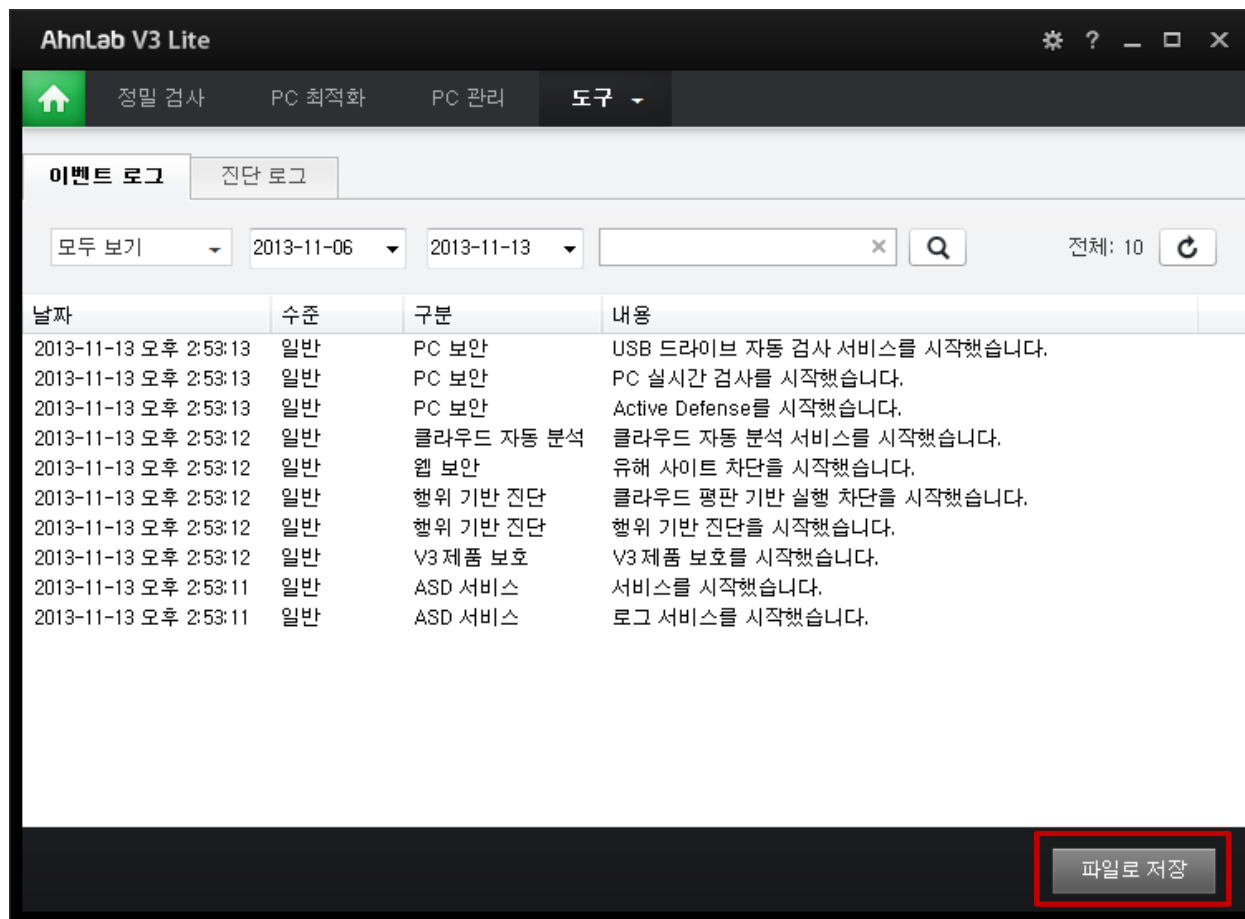 AhnLab V3 Lite
정밀 검사 PC 최적화 PC 관리 도구
이벤트 로그 진단 로그
모두 보기 2013-11-06 2013-11-13 전체: 10
날짜 수준 구분 내용
2013-11-13 오후 2:53:13 일반 PC 보안 USB 드라이브 자동 검사 서비스를 시작했습니다.
2013-11-13 오후 2:53:13 일반 PC 보안 PC 실시간 검사를 시작했습니다.
2013-11-13 오후 2:53:13 일반 PC 보안 Active Defense를 시작했습니다.
2013-11-13 오후 2:53:12 일반 클라우드 자동 분석 클라우드 자동 분석 서비스를 시작했습니다.
2013-11-13 오후 2:53:12 일반 웹 보안 유해 사이트 차단을 시작했습니다.
2013-11-13 오후 2:53:12 일반 행위 기반 진단 클라우드 평판 기반 실행 차단을 시작했습니다.
2013-11-13 오후 2:53:12 일반 행위 기반 진단 행위 기반 진단을 시작했습니다.
2013-11-13 오후 2:53:12 일반 V3 제품 보호 V3 제품 보호를 시작했습니다.
2013-11-13 오후 2:53:11 일반 ASD 서비스 서비스를 시작했습니다.
2013-11-13 오후 2:53:11 일반 ASD 서비스 로그 서비스를 시작했습니다.
파일로 저장